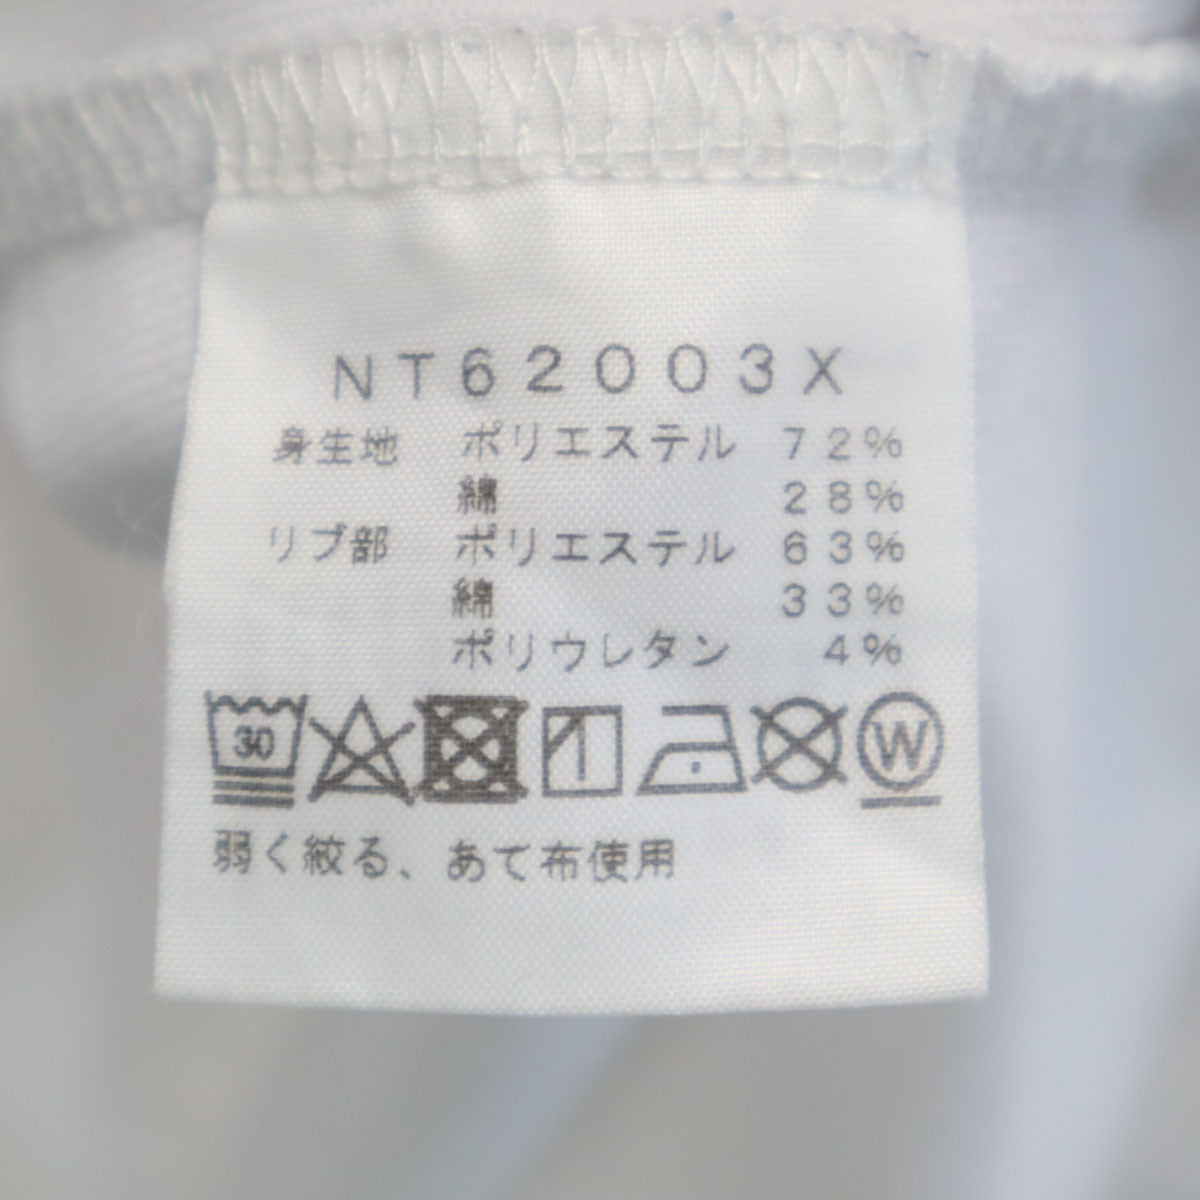 NT62003X
身生地 ポリエステル 72%
綿 28%
リブ部 ポリエステル 63%
綿 33%
ポリウレタン 4%
30 W
弱く絞る、あて布使用